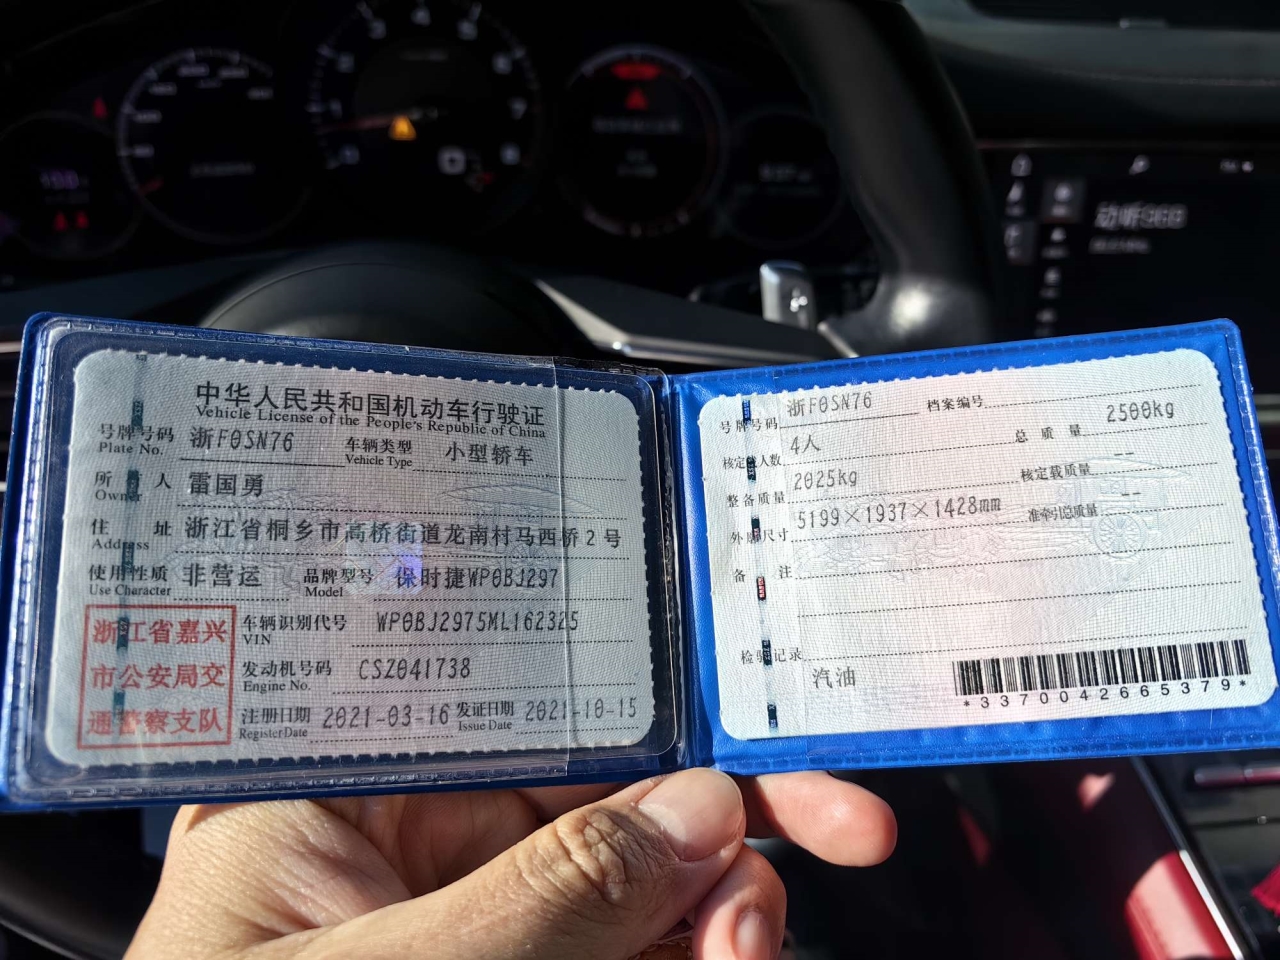 动听968
中华人民共和国机动车行驶证
Vehicle License of the People's Republic of China
号牌号码 浙F0SN76 车辆类型 小型轿车
Plate No. Vehicle Type
所 有 人 雷国勇
Owner
住 址 浙江省桐乡市高桥街道龙南村马西桥2号
Address
使用性质 非营运 品牌型号 保时捷WP0BJ297
Use Character Model
浙江省嘉兴
市公安局交
通警察支队
车辆识别代号 WP0BJ2975ML162325
VIN
发动机号码 CSZ041738
Engine No.
注册日期 2021-03-16 发证日期 2021-10-15
Register Date Issue Date
号牌号码 浙F0SN76 档案编号
核定载人数 4人 总 质 量 2500kg
整备质量 2025kg 核定载质量 --
外廓尺寸 5199×1937×1428mm 准牵引总质量 --
备 注
检验记录
汽油
*3370042665379*